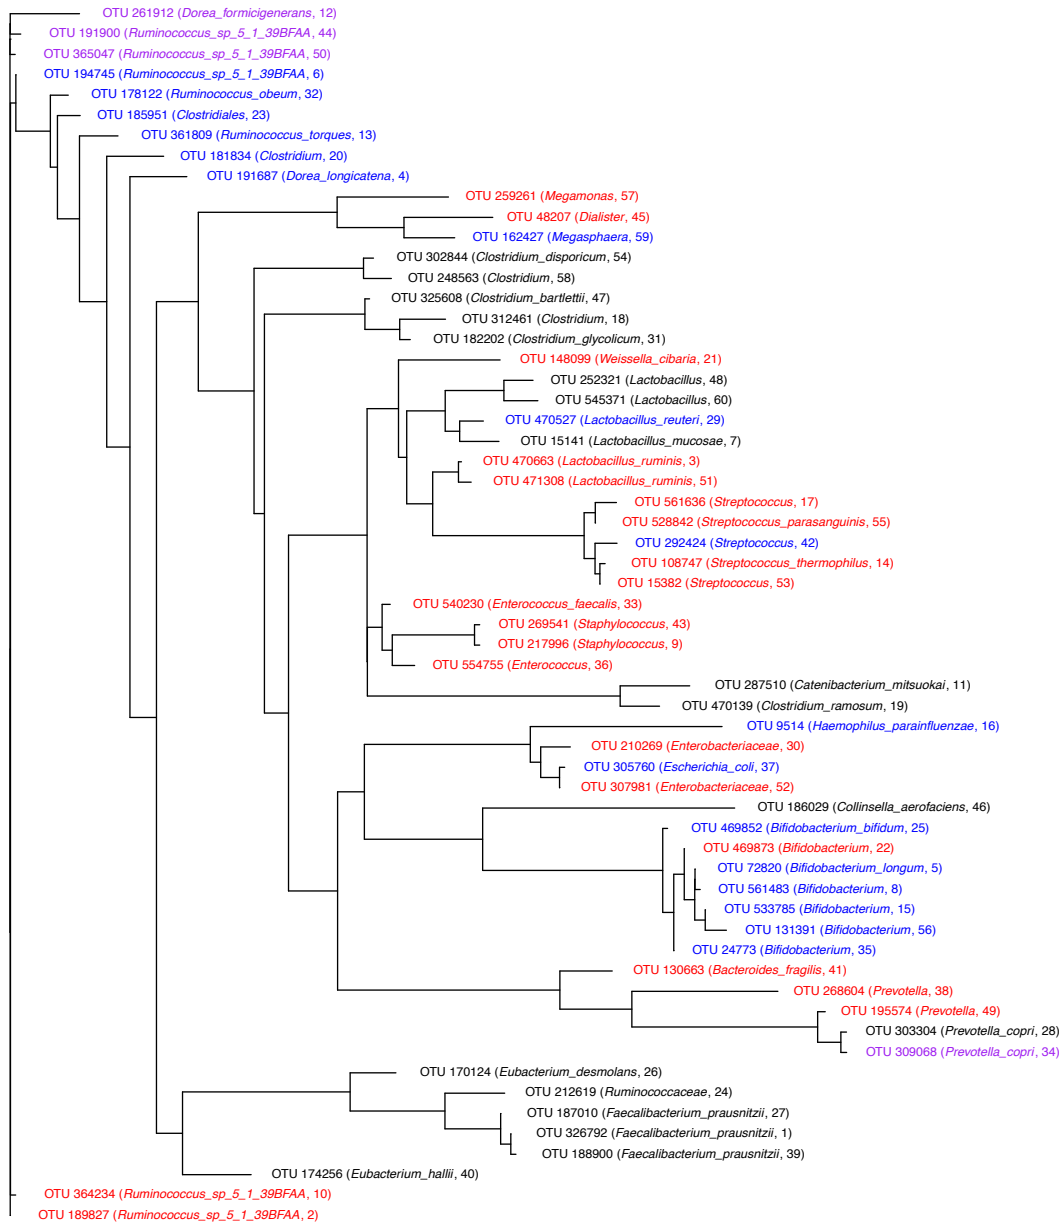 OTU 261912 (Dorea_formicigenerans, 12)
OTU 191900 (Ruminococcus_sp_5_1_39BFAA, 44)
OTU 365047 (Ruminococcus_sp_5_1_39BFAA, 50)
OTU 194745 (Ruminococcus_sp_5_1_39BFAA, 6)
OTU 178122 (Ruminococcus_obeum, 32)
OTU 185951 (Clostridiales, 23)
OTU 361809 (Ruminococcus_torques, 13)
OTU 181834 (Clostridium, 20)
OTU 191687 (Dorea_longicatena, 4)
OTU 259261 (Megamonas, 57)
OTU 48207 (Dialister, 45)
OTU 162427 (Megasphaera, 59)
OTU 302844 (Clostridium_disporicum, 54)
OTU 248563 (Clostridium, 58)
OTU 325608 (Clostridium_bartlettii, 47)
OTU 312461 (Clostridium, 18)
OTU 182202 (Clostridium_glycolicum, 31)
OTU 148099 (Weissella_cibaria, 21)
OTU 252321 (Lactobacillus, 48)
OTU 545371 (Lactobacillus, 60)
OTU 470527 (Lactobacillus_reuteri, 29)
OTU 15141 (Lactobacillus_mucosae, 7)
OTU 470663 (Lactobacillus_ruminis, 3)
OTU 471308 (Lactobacillus_ruminis, 51)
OTU 561636 (Streptococcus, 17)
OTU 528842 (Streptococcus_parasanguinis, 55)
OTU 292424 (Streptococcus, 42)
OTU 108747 (Streptococcus_thermophilus, 14)
OTU 15382 (Streptococcus, 53)
OTU 540230 (Enterococcus_faecalis, 33)
OTU 269541 (Staphylococcus, 43)
OTU 217996 (Staphylococcus, 9)
OTU 554755 (Enterococcus, 36)
OTU 287510 (Catenibacterium_mitsuokai, 11)
OTU 470139 (Clostridium_ramosum, 19)
OTU 9514 (Haemophilus_parainfluenzae, 16)
OTU 210269 (Enterobacteriaceae, 30)
OTU 305760 (Escherichia_coli, 37)
OTU 307981 (Enterobacteriaceae, 52)
OTU 186029 (Collinsella_aerofaciens, 46)
OTU 469852 (Bifidobacterium_bifidum, 25)
OTU 469873 (Bifidobacterium, 22)
OTU 72820 (Bifidobacterium_longum, 5)
OTU 561483 (Bifidobacterium, 8)
OTU 533785 (Bifidobacterium, 15)
OTU 131391 (Bifidobacterium, 56)
OTU 24773 (Bifidobacterium, 35)
OTU 130663 (Bacteroides_fragilis, 41)
OTU 268604 (Prevotella, 38)
OTU 195574 (Prevotella, 49)
OTU 303304 (Prevotella_copri, 28)
OTU 309068 (Prevotella_copri, 34)
OTU 170124 (Eubacterium_desmolans, 26)
OTU 212619 (Ruminococcaceae, 24)
OTU 187010 (Faecalibacterium_prausnitzii, 27)
OTU 326792 (Faecalibacterium_prausnitzii, 1)
OTU 188900 (Faecalibacterium_prausnitzii, 39)
OTU 174256 (Eubacterium_hallii, 40)
OTU 364234 (Ruminococcus_sp_5_1_39BFAA, 10)
OTU 189827 (Ruminococcus_sp_5_1_39BFAA, 2)